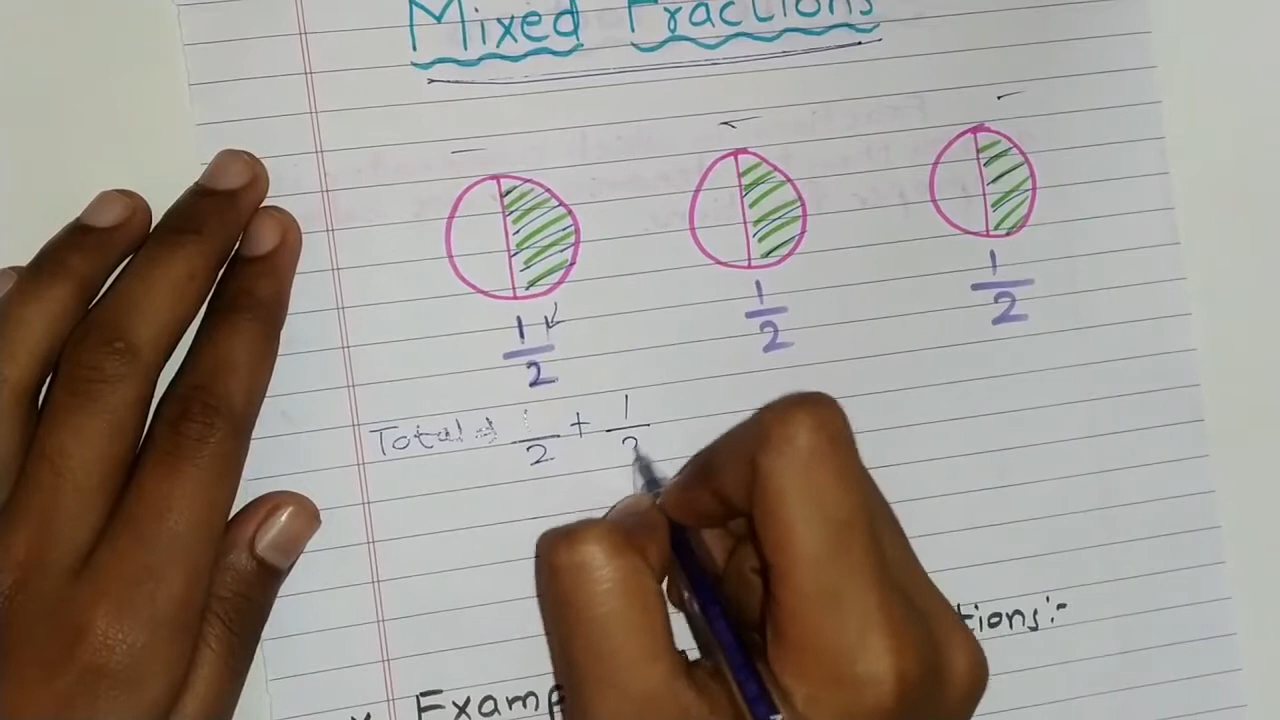 Mixed Fractions
1/2 1/2 1/2
Total = 1/2 + 1/2
tions:-
Examp